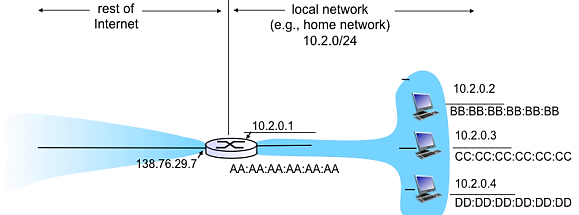 rest of
Internet
local network
(e.g., home network)
10.2.0/24
10.2.0.1
138.76.29.7
AA:AA:AA:AA:AA:AA
10.2.0.2
BB:BB:BB:BB:BB:BB
10.2.0.3
CC:CC:CC:CC:CC:CC
10.2.0.4
DD:DD:DD:DD:DD:DD